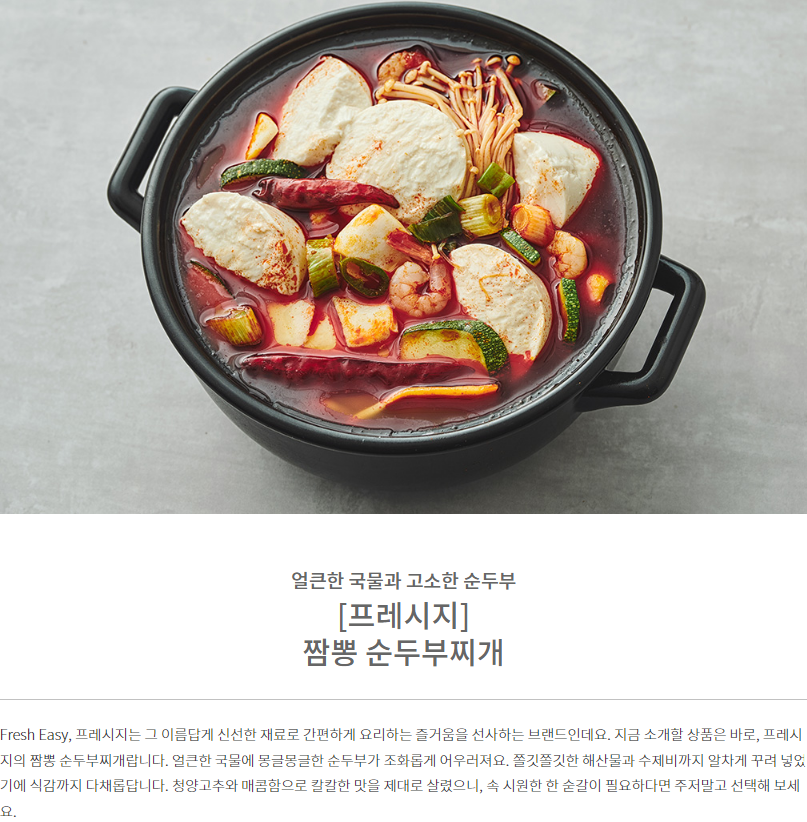 얼큰한 국물과 고소한 순두부
[프레시지]
짬뽕 순두부찌개
Fresh Easy, 프레시지는 그 이름답게 신선한 재료로 간편하게 요리하는 즐거움을 선사하는 브랜드인데요. 지금 소개할 상품은 바로, 프레시
지의 짬뽕 순두부찌개랍니다. 얼큰한 국물에 몽글몽글한 순두부가 조화롭게 어우러져요. 쫄깃쫄깃한 해산물과 수제비까지 알차게 꾸려 넣었
기에 식감까지 다채롭답니다. 청양고추와 매콤함으로 칼칼한 맛을 제대로 살렸으니, 속 시원한 한 숟갈이 필요하다면 주저말고 선택해 보세
요.